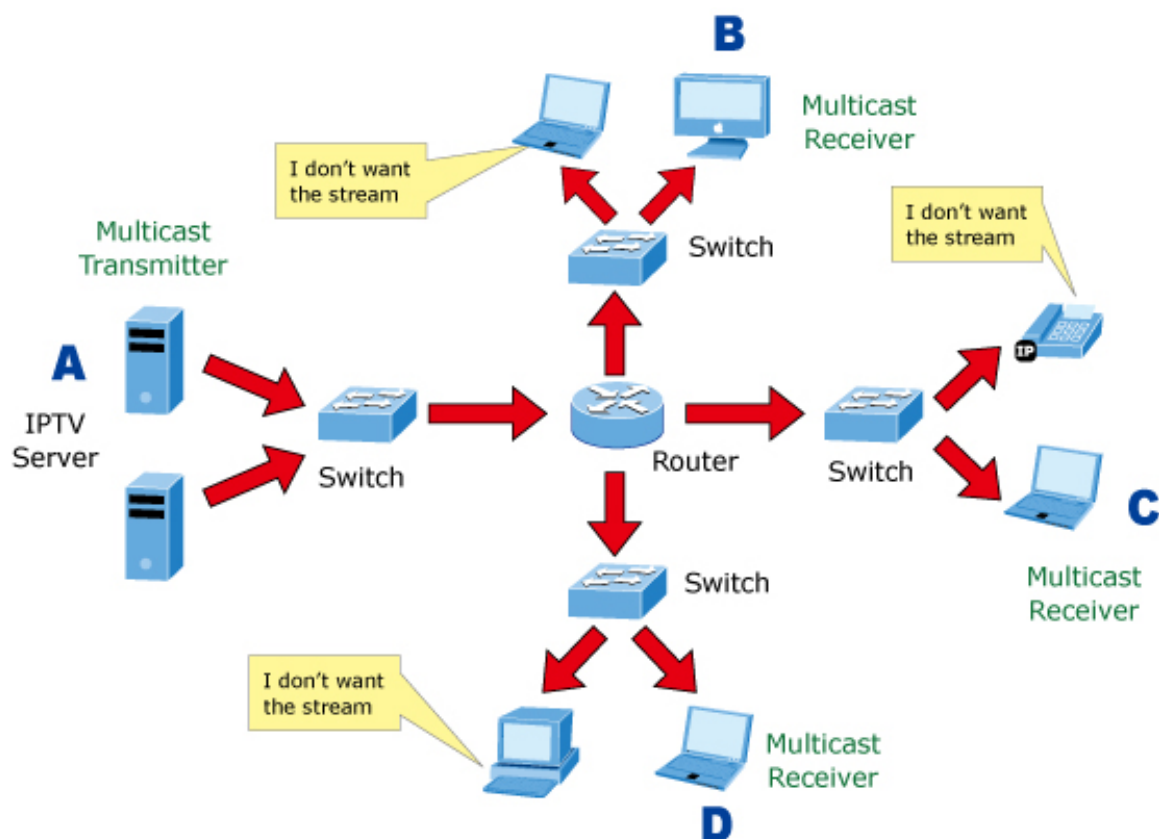 B
Multicast
Receiver
I don't want
the stream
I don't want
the stream
Switch
Multicast
Transmitter
A
IPTV
Server
IP
Switch
Router
Switch
C
Multicast
Receiver
Switch
I don't want
the stream
Multicast
Receiver
D